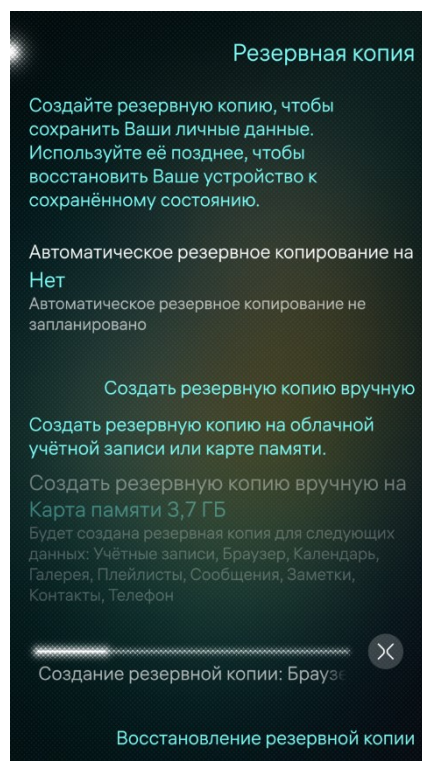 Резервная копия
Создайте резервную копию, чтобы
сохранить Ваши личные данные.
Используйте её позднее, чтобы
восстановить Ваше устройство к
сохранённому состоянию.
Автоматическое резервное копирование на
Нет
Автоматическое резервное копирование не
запланировано
Создать резервную копию вручную
Создать резервную копию на облачной
учётной записи или карте памяти.
Создать резервную копию вручную на
Карта памяти 3,7 ГБ
Будет создана резервная копия для следующих
данных: Учётные записи, Браузер, Календарь,
Галерея, Плейлисты, Сообщения, Заметки,
Контакты, Телефон
Создание резервной копии: Браузе
Восстановление резервной копии